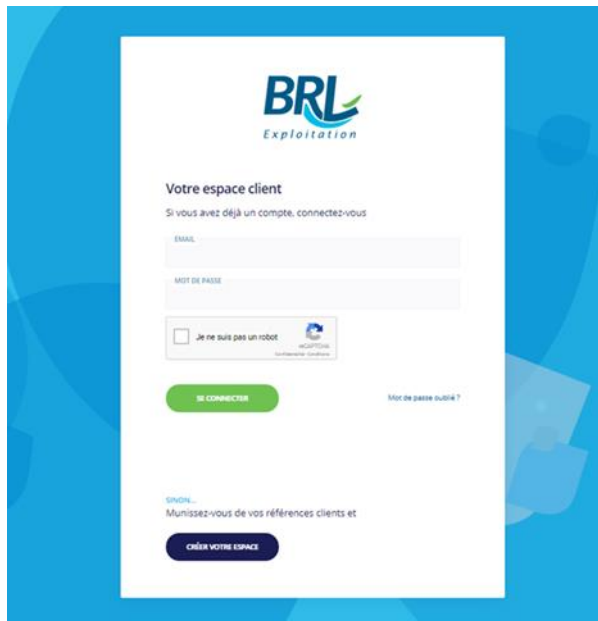 BRL
Exploitation
Votre espace client
Si vous avez déjà un compte, connectez-vous
EMAIL
MOT DE PASSE
Je ne suis pas un robot
reCAPTCHA
Confidentialité - Conditions
SE CONNECTER
Mot de passe oublié ?
SINON...
Munissez-vous de vos références clients et
CRÉER VOTRE ESPACE